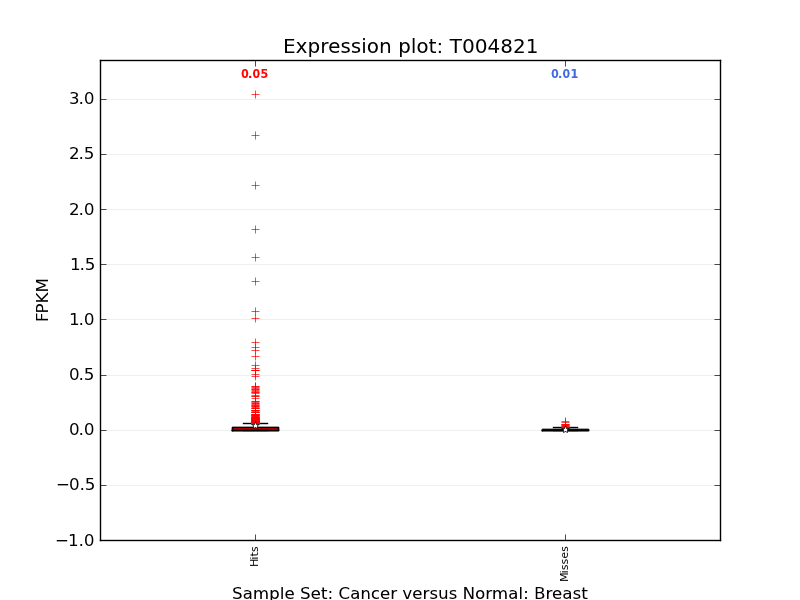 Expression plot: T004821
0.05
0.01
3.0
2.5
2.0
1.5
1.0
0.5
0.0
−0.5
−1.0
FPKM
Hits
Misses
Sample Set: Cancer versus Normal: Breast